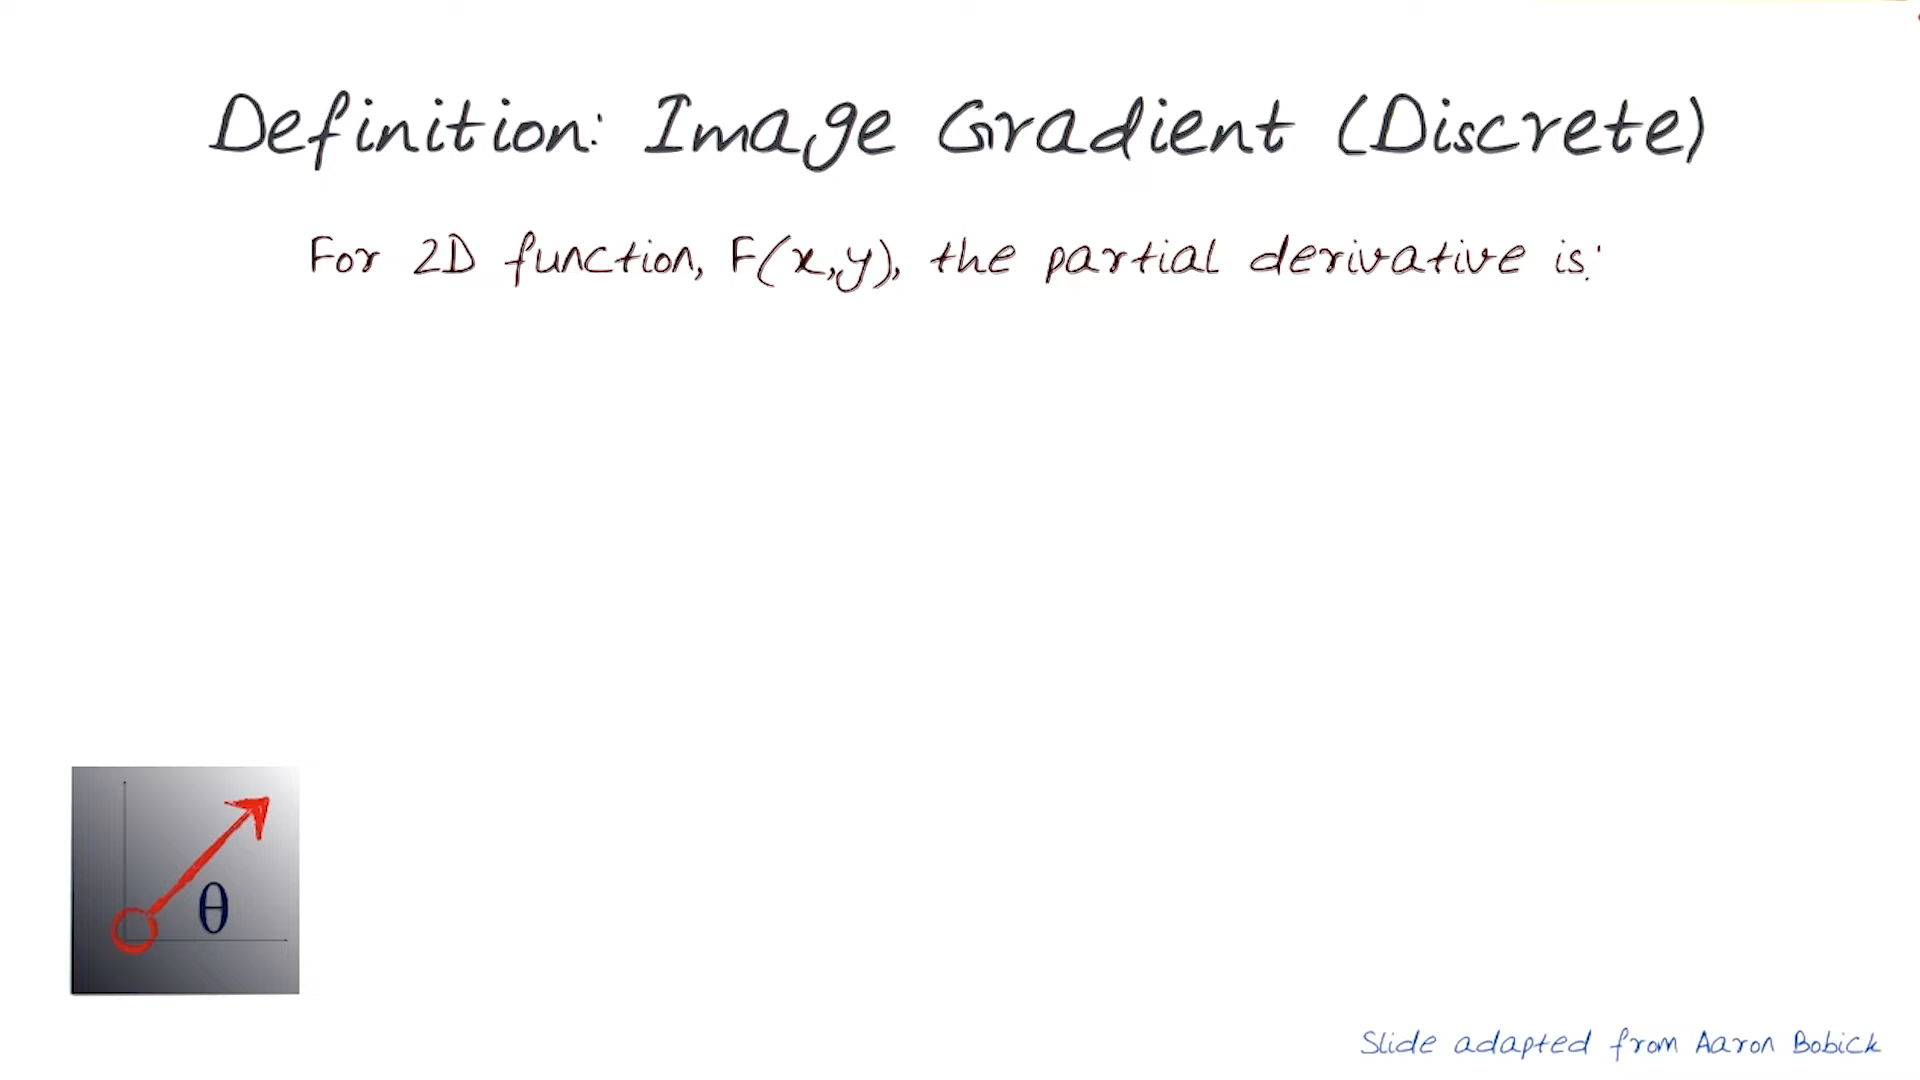 Definition: Image Gradient (Discrete)
For 2D function, F(x,y), the partial derivative is:
θ
Slide adapted from Aaron Bobick